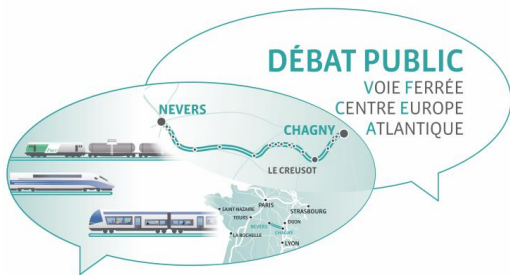 DÉBAT PUBLIC
VOIE FERRÉE
CENTRE EUROPE
ATLANTIQUE
NEVERS
CHAGNY
LE CREUSOT
PARIS
STRASBOURG
SAINT NAZAIRE
TOURS
DIJON
NEVERS
CHAGNY
LA ROCHELLE
LYON